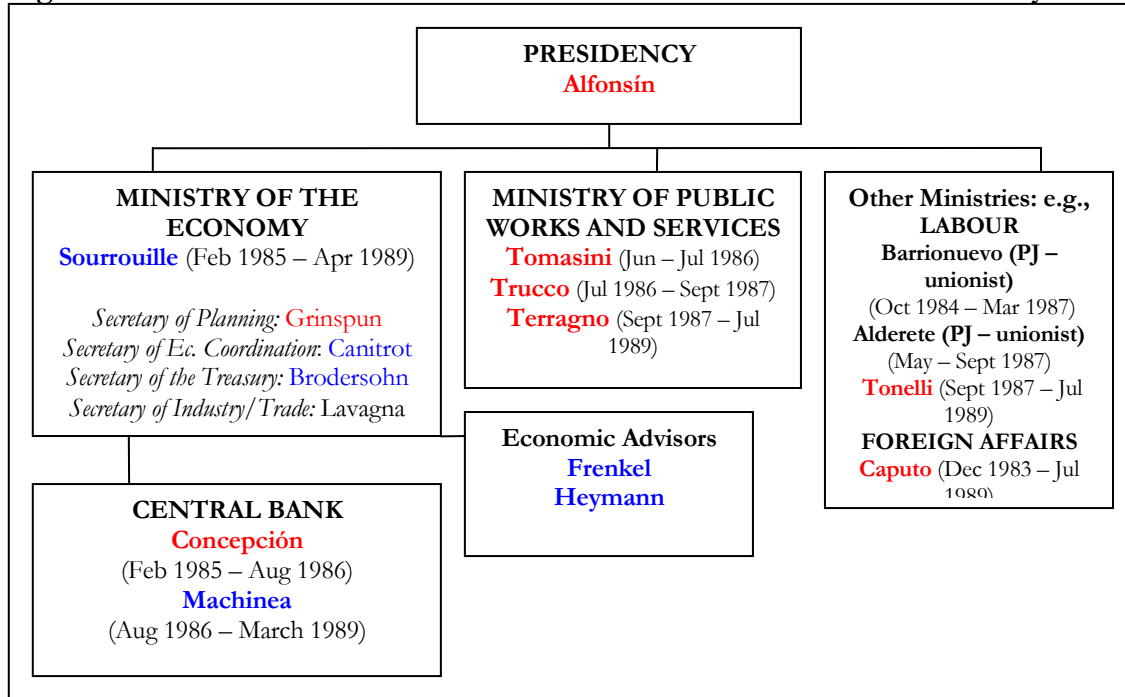 PRESIDENCY
Alfonsín
MINISTRY OF THE
ECONOMY
Sourrouille (Feb 1985 – Apr 1989)
Secretary of Planning: Grinspun
Secretary of Ec. Coordination: Canitrot
Secretary of the Treasury: Brodersohn
Secretary of Industry/Trade: Lavagna
MINISTRY OF PUBLIC
WORKS AND SERVICES
Tomasini (Jun – Jul 1986)
Trucco (Jul 1986 – Sept 1987)
Terragno (Sept 1987 – Jul
1989)
Other Ministries: e.g.,
LABOUR
Barrionuevo (PJ –
unionist)
(Oct 1984 – Mar 1987)
Alderete (PJ – unionist)
(May – Sept 1987)
Tonelli (Sept 1987 – Jul
1989)
FOREIGN AFFAIRS
Caputo (Dec 1983 – Jul
1989)
Economic Advisors
Frenkel
Heymann
CENTRAL BANK
Concepción
(Feb 1985 – Aug 1986)
Machinea
(Aug 1986 – March 1989)